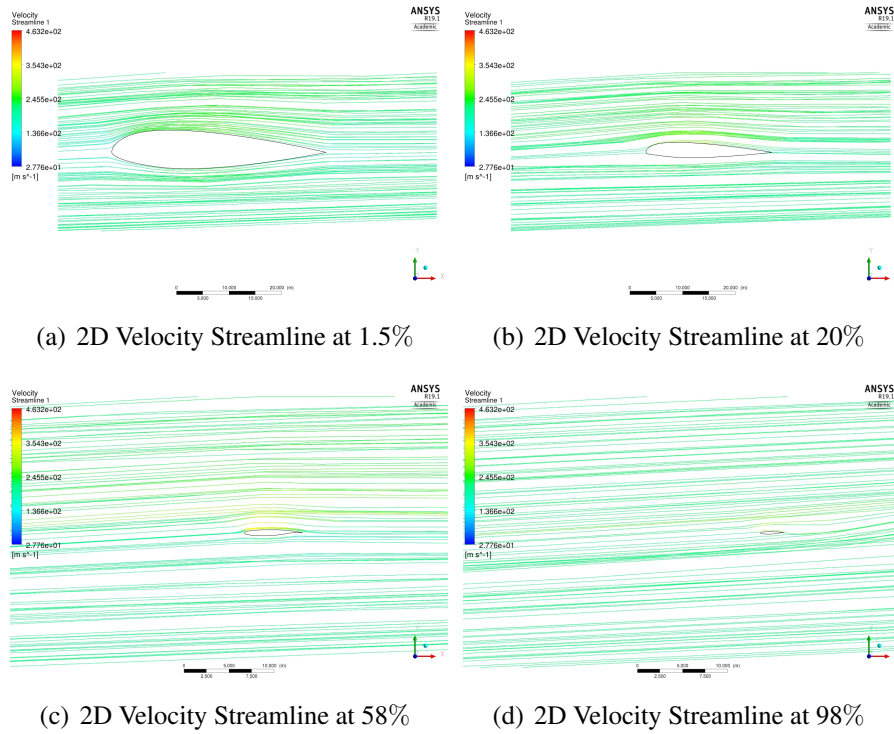 ANSYS
R19.1
Academic
Velocity
Streamline 1
4.632e+02
3.543e+02
2.455e+02
1.366e+02
2.776e+01
[m s^-1]
Y
X
0 10.000 20.000 (m)
5.000 15.000
(a) 2D Velocity Streamline at 1.5%
ANSYS
R19.1
Academic
Velocity
Streamline 1
4.632e+02
3.543e+02
2.455e+02
1.366e+02
2.776e+01
[m s^-1]
Y
X
0 10.000 20.000 (m)
5.000 15.000
(b) 2D Velocity Streamline at 20%
ANSYS
R19.1
Academic
Velocity
Streamline 1
4.632e+02
3.543e+02
2.455e+02
1.366e+02
2.776e+01
[m s^-1]
Y
X
0 5.000 10.000 (m)
2.500 7.500
(c) 2D Velocity Streamline at 58%
ANSYS
R19.1
Academic
Velocity
Streamline 1
4.632e+02
3.543e+02
2.455e+02
1.366e+02
2.776e+01
[m s^-1]
Y
X
0 5.000 10.000 (m)
2.500 7.500
(d) 2D Velocity Streamline at 98%